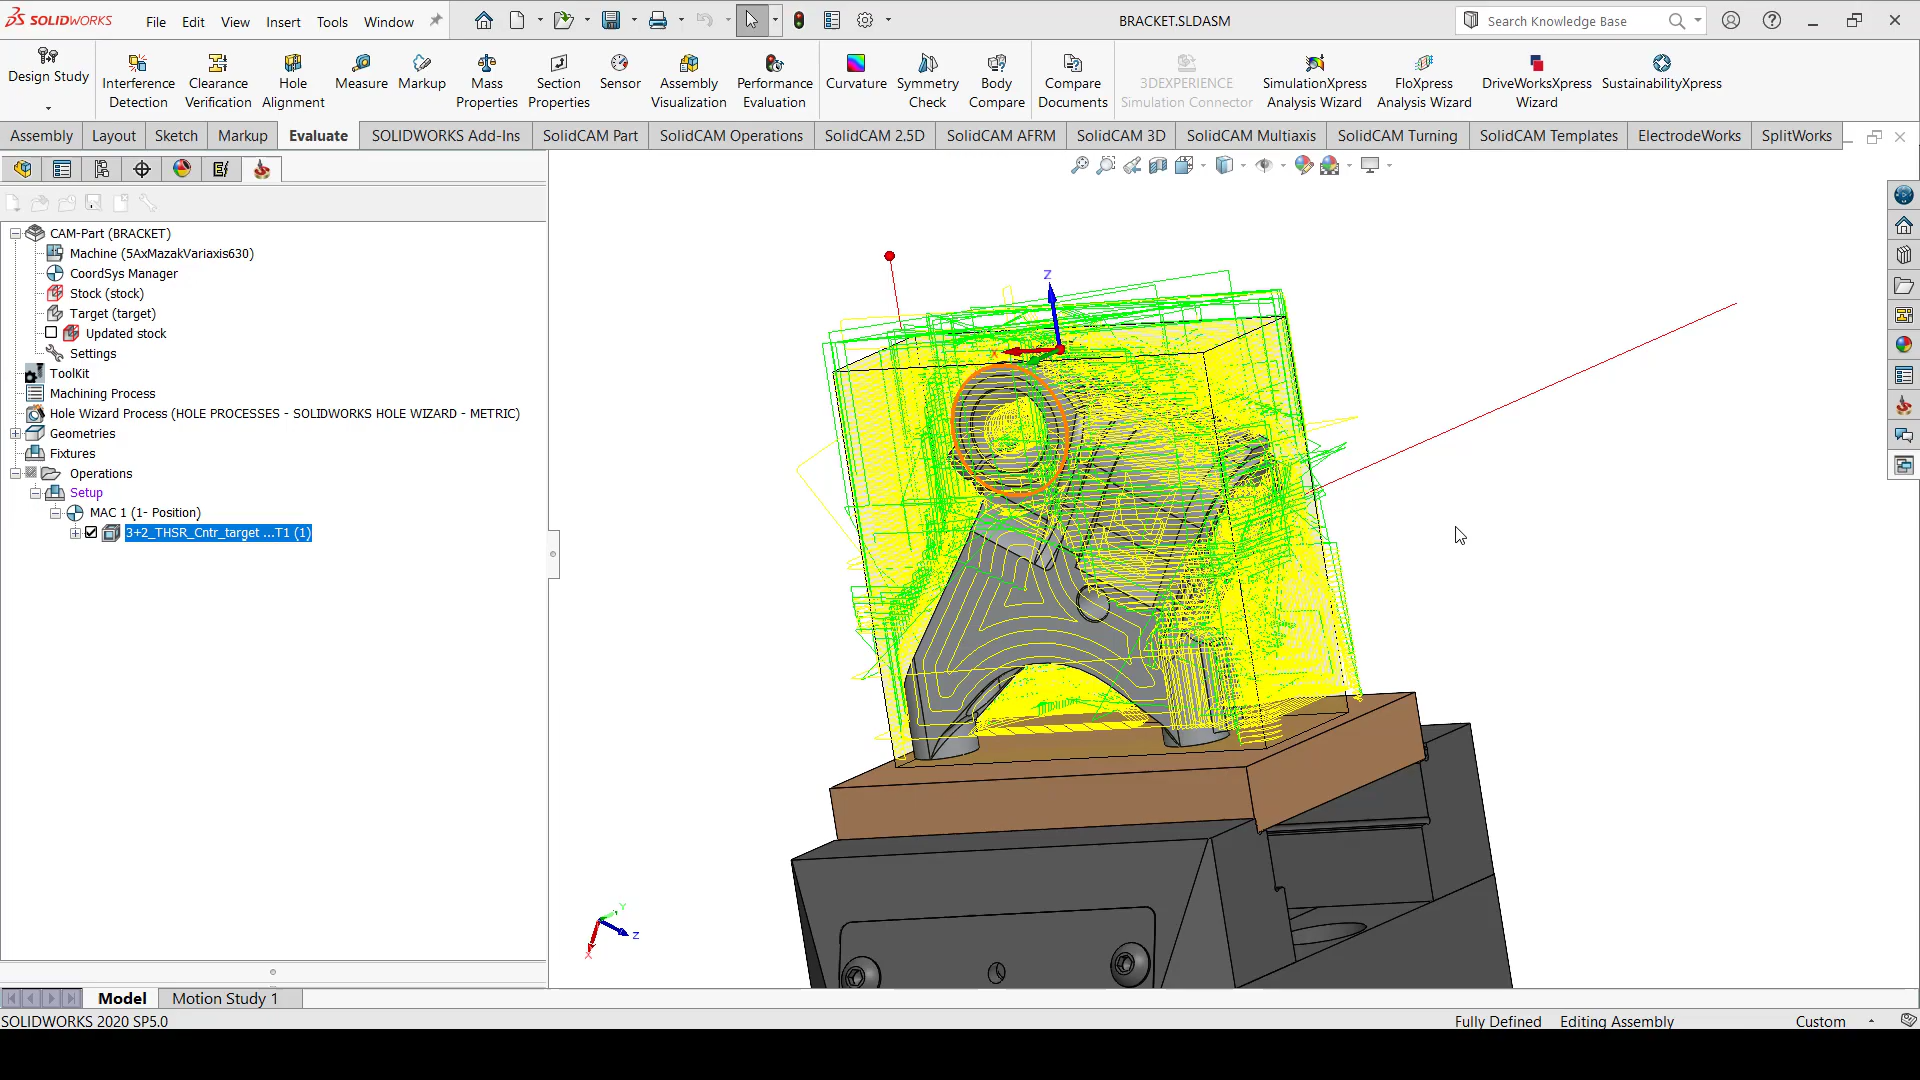 SOLIDWORKS File Edit View Insert Tools Window BRACKET.SLDASM Search Knowledge Base
Design Study
Interference Detection
Clearance Verification
Hole Alignment
Measure
Markup
Mass Properties
Section Properties
Sensor
Assembly Visualization
Performance Evaluation
Curvature
Symmetry Check
Body Compare
Compare Documents
3DEXPERIENCE Simulation Connector
SimulationXpress Analysis Wizard
FloXpress Analysis Wizard
DriveWorksXpress Wizard
SustainabilityXpress
Assembly Layout Sketch Markup Evaluate SOLIDWORKS Add-Ins SolidCAM Part SolidCAM Operations SolidCAM 2.5D SolidCAM AFRM SolidCAM 3D SolidCAM Multiaxis SolidCAM Turning SolidCAM Templates ElectrodeWorks SplitWorks
CAM-Part (BRACKET)
Machine (5AxMazakVariaxis630)
CoordSys Manager
Stock (stock)
Target (target)
Updated stock
Settings
ToolKit
Machining Process
Hole Wizard Process (HOLE PROCESSES - SOLIDWORKS HOLE WIZARD - METRIC)
Geometries
Fixtures
Operations
Setup
MAC 1 (1- Position)
3+2_THSR_Cntr_target ...T1 (1)
Z
X
Y
Z
X
Model Motion Study 1
SOLIDWORKS 2020 SP5.0 Fully Defined Editing Assembly Custom